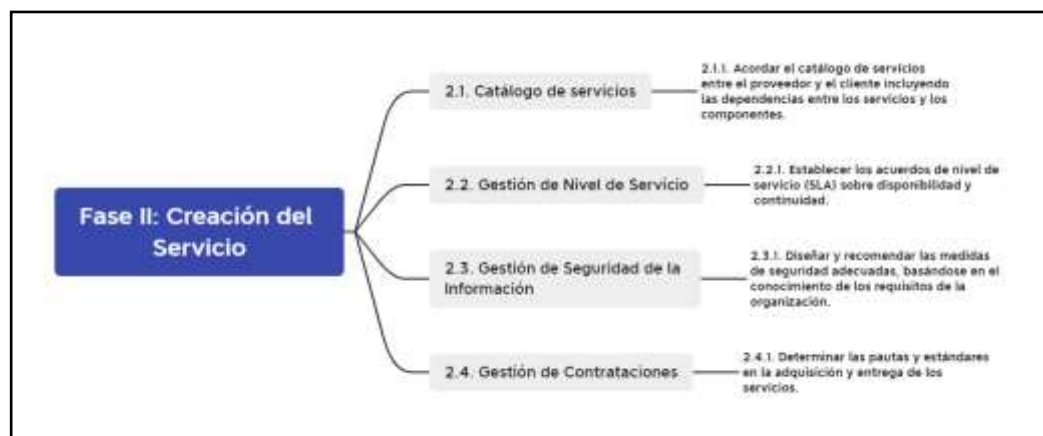 Fase II: Creación del
Servicio
2.1. Catálogo de servicios
2.1.1. Acordar el catálogo de servicios
entre el proveedor y el cliente incluyendo
las dependencias entre los servicios y los
componentes.
2.2. Gestión de Nivel de Servicio
2.2.1. Establecer los acuerdos de nivel de
servicio (SLA) sobre disponibilidad y
continuidad.
2.3. Gestión de Seguridad de la
Información
2.3.1. Diseñar y recomendar las medidas
de seguridad adecuadas, basándose en el
conocimiento de los requisitos de la
organización.
2.4. Gestión de Contrataciones
2.4.1. Determinar las pautas y estándares
en la adquisición y entrega de los
servicios.